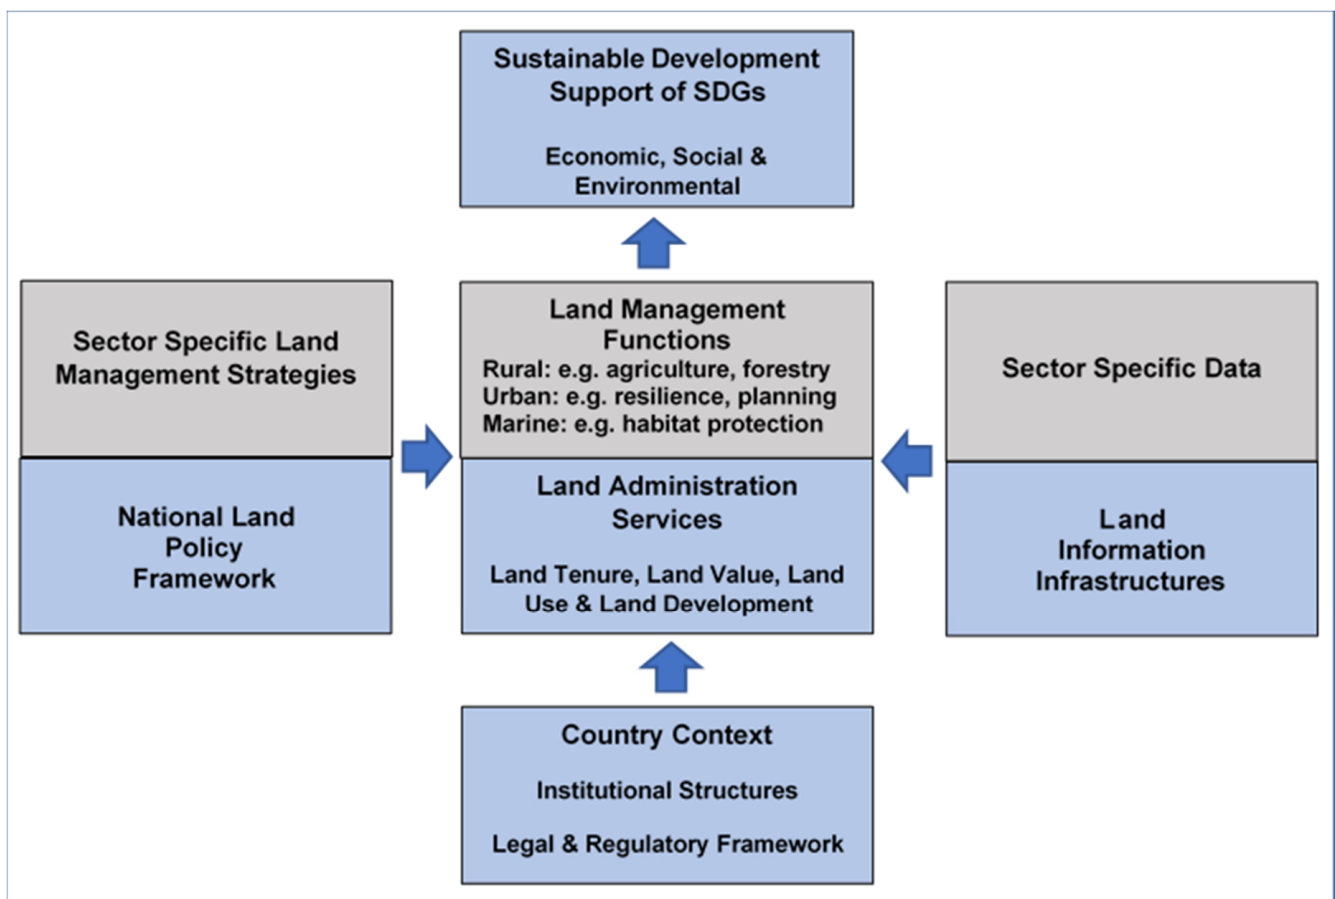 Sustainable Development
Support of SDGs
Economic, Social &
Environmental
Sector Specific Land
Management Strategies
National Land
Policy
Framework
Land Management
Functions
Rural: e.g. agriculture, forestry
Urban: e.g. resilience, planning
Marine: e.g. habitat protection
Land Administration
Services
Land Tenure, Land Value, Land
Use & Land Development
Sector Specific Data
Land
Information
Infrastructures
Country Context
Institutional Structures
Legal & Regulatory Framework